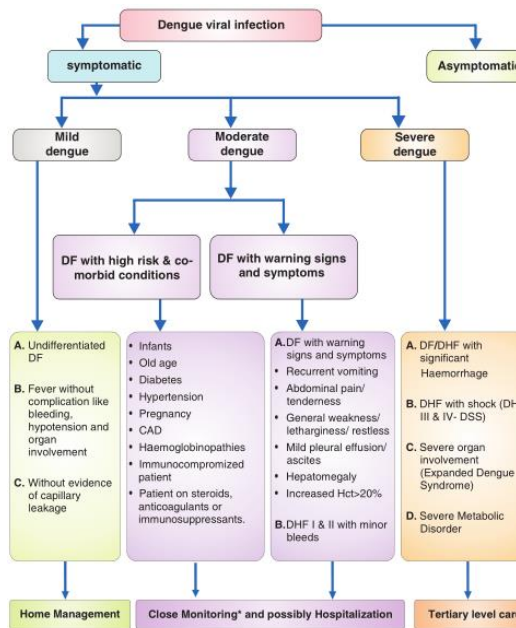 Dengue viral infection
symptomatic
Asymptomatic
Mild
dengue
Moderate
dengue
Severe
dengue
DF with high risk & co-
morbid conditions
DF with warning signs
and symptoms
A. Undifferentiated
DF
B. Fever without
complication like
bleeding,
hypotension and
organ
involvement
C. Without evidence
of capillary
leakage
• Infants
• Old age
• Diabetes
• Hypertension
• Pregnancy
• CAD
• Haemoglobinopathies
• Immunocompromized
patient
• Patient on steroids,
anticoagulants or
immunosuppressants.
A. DF with warning
signs and symptoms
• Recurrent vomiting
• Abdominal pain/
tenderness
• General weakness/
letharginess/ restless
• Mild pleural effusion/
ascites
• Hepatomegaly
• Increased Hct>20%
B. DHF I & II with minor
bleeds
A. DF/DHF with
significant
Haemorrhage
B. DHF with shock (DH
III & IV- DSS)
C. Severe organ
involvement
(Expanded Dengue
Syndrome)
D. Severe Metabolic
Disorder
Home Management
Close Monitoring* and possibly Hospitalization
Tertiary level care